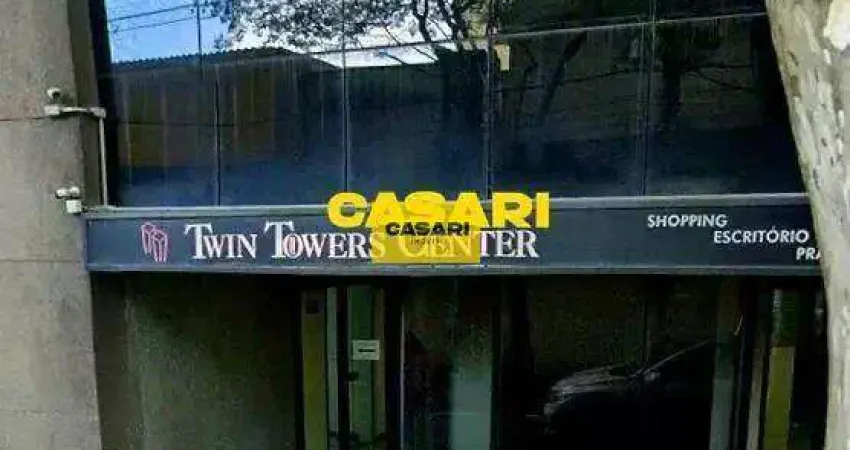 CASARI
CASARI
TWIN TOWERS CENTER
SHOPPING
ESCRITÓRIO